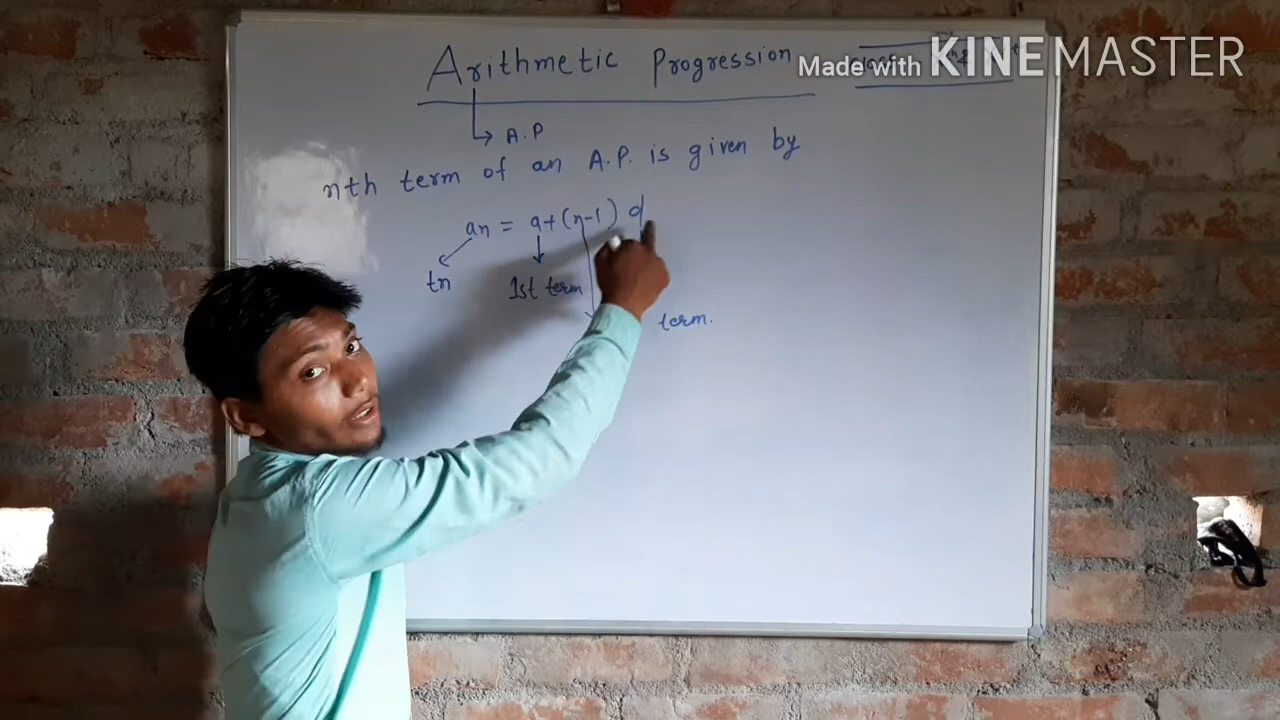 Arithmetic Progression
Made with KINEMASTER
A.P
nth term of an A.P. is given by
an = a+(n-1) d
tn
1st term
term.